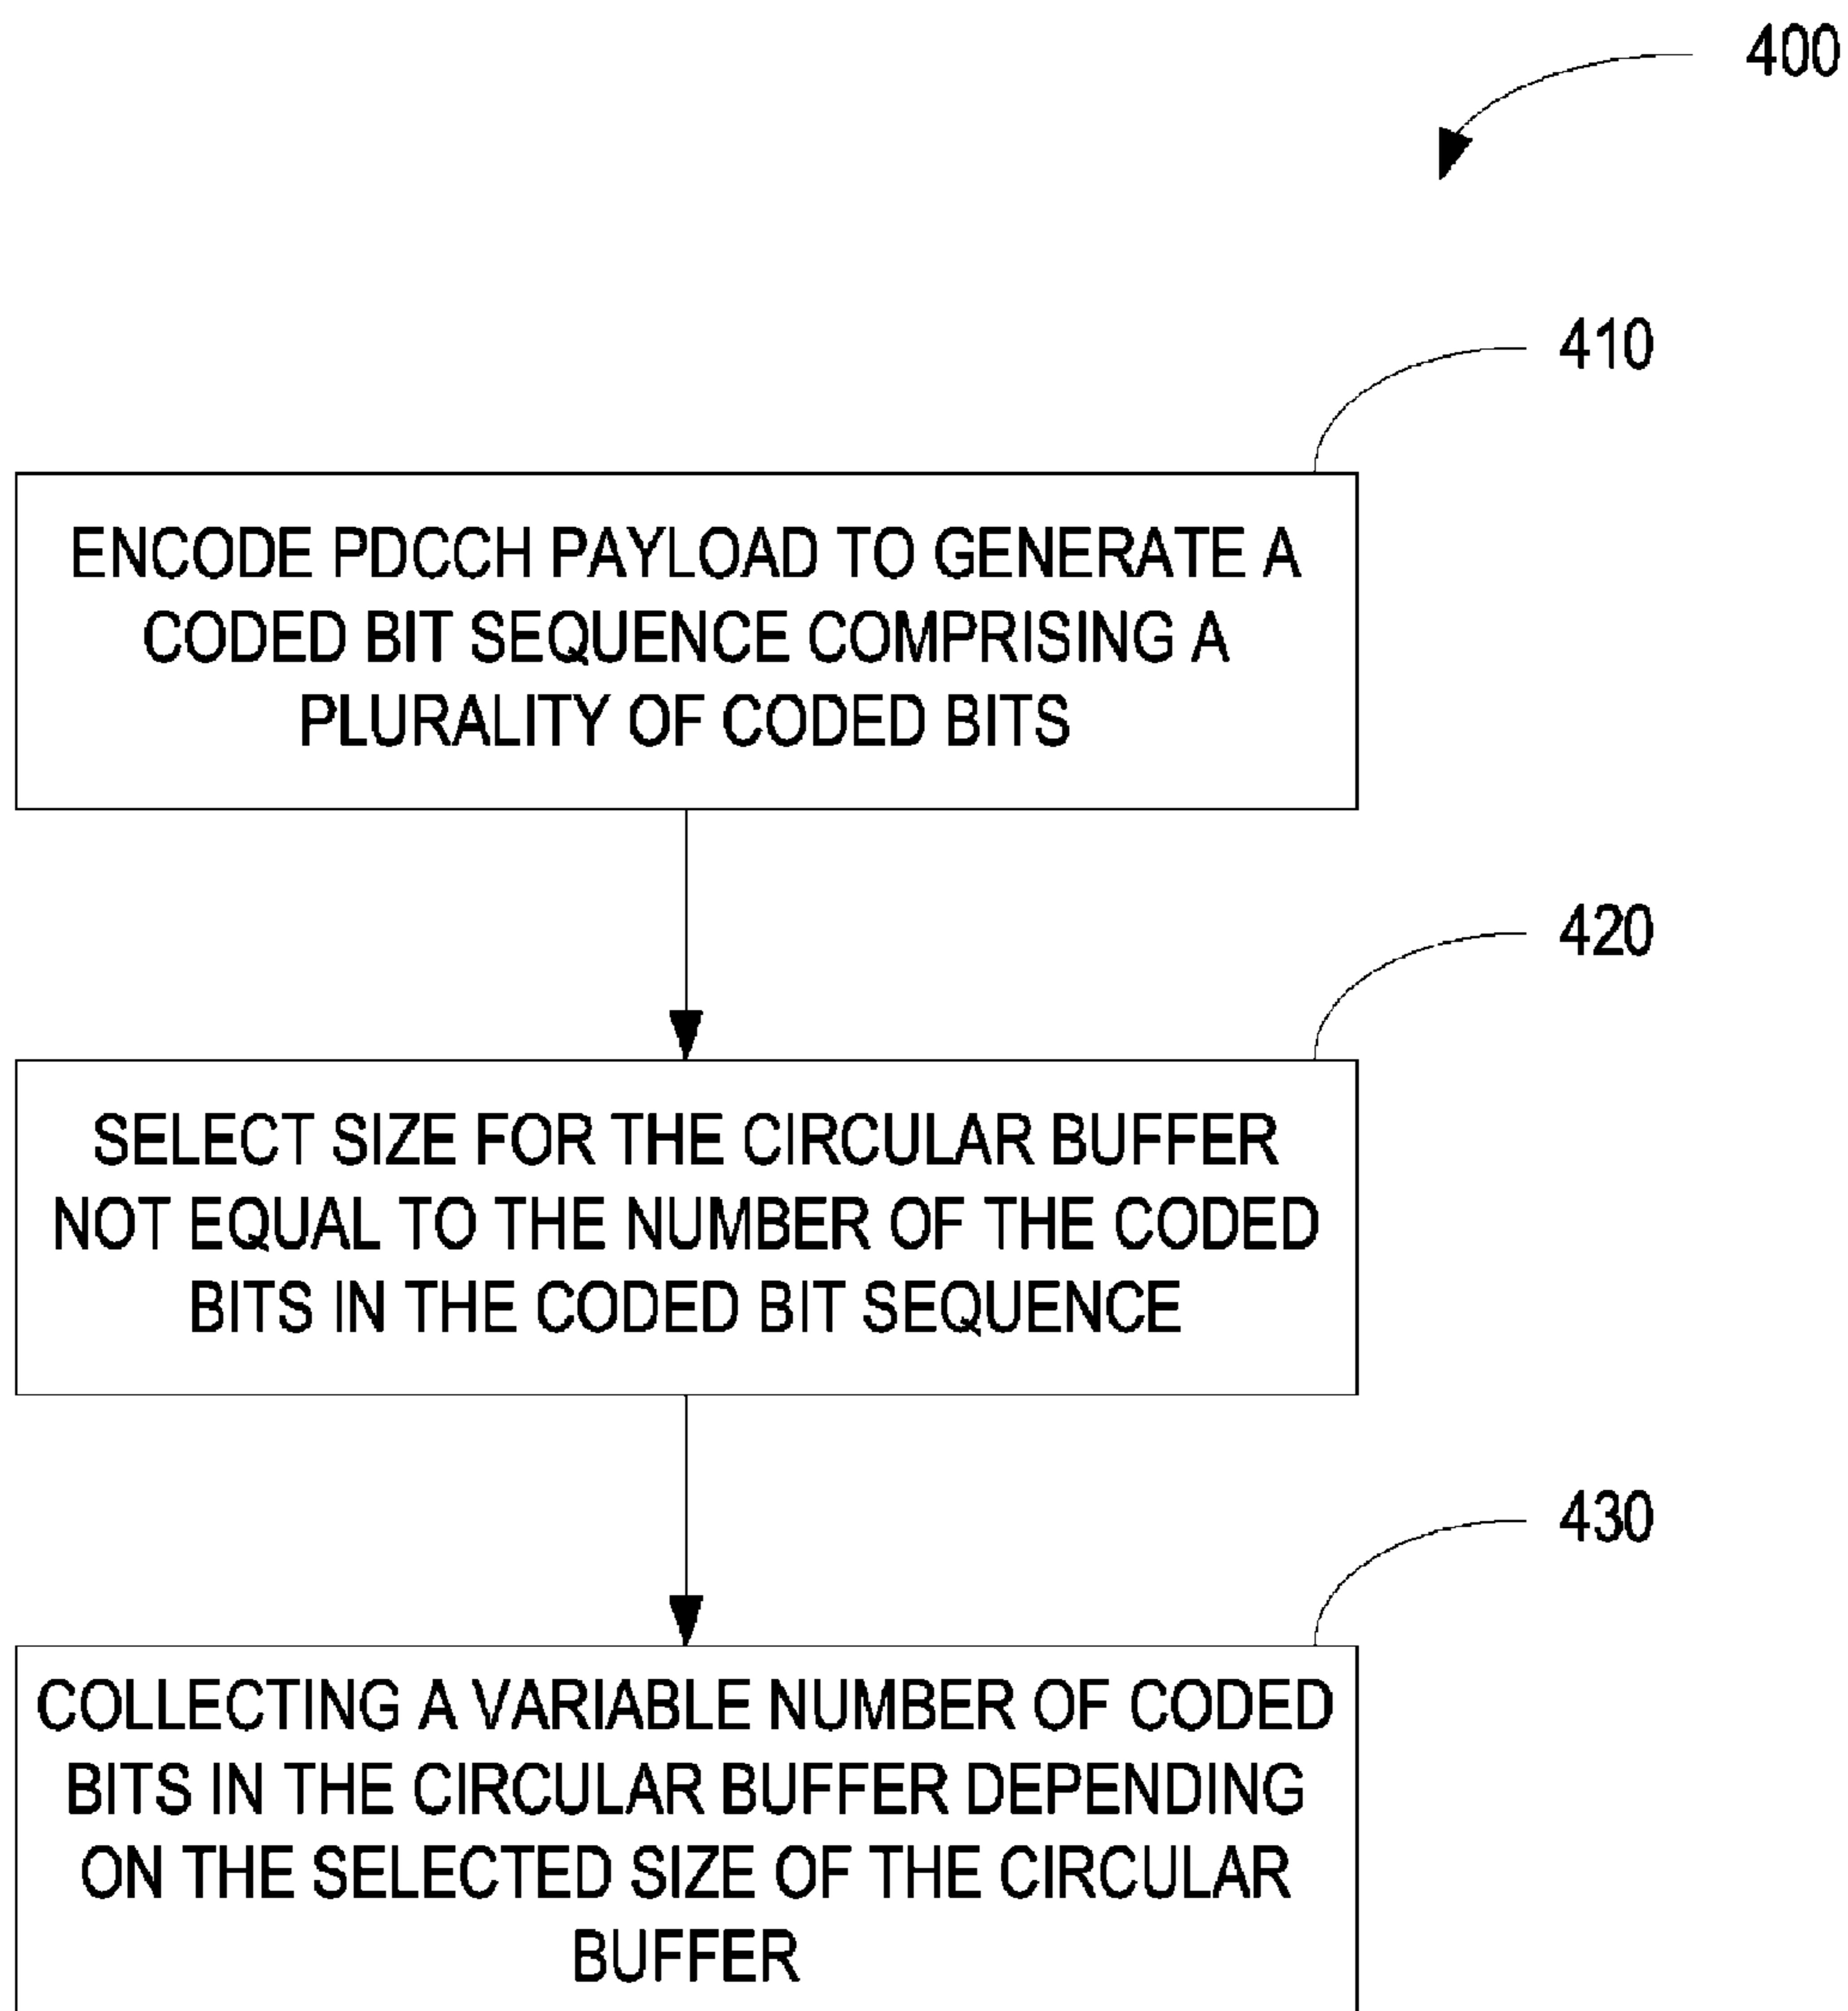 400
410
ENCODE PDCCH PAYLOAD TO GENERATE A
CODED BIT SEQUENCE COMPRISING A
PLURALITY OF CODED BITS
420
SELECT SIZE FOR THE CIRCULAR BUFFER
NOT EQUAL TO THE NUMBER OF THE CODED
BITS IN THE CODED BIT SEQUENCE
430
COLLECTING A VARIABLE NUMBER OF CODED
BITS IN THE CIRCULAR BUFFER DEPENDING
ON THE SELECTED SIZE OF THE CIRCULAR
BUFFER